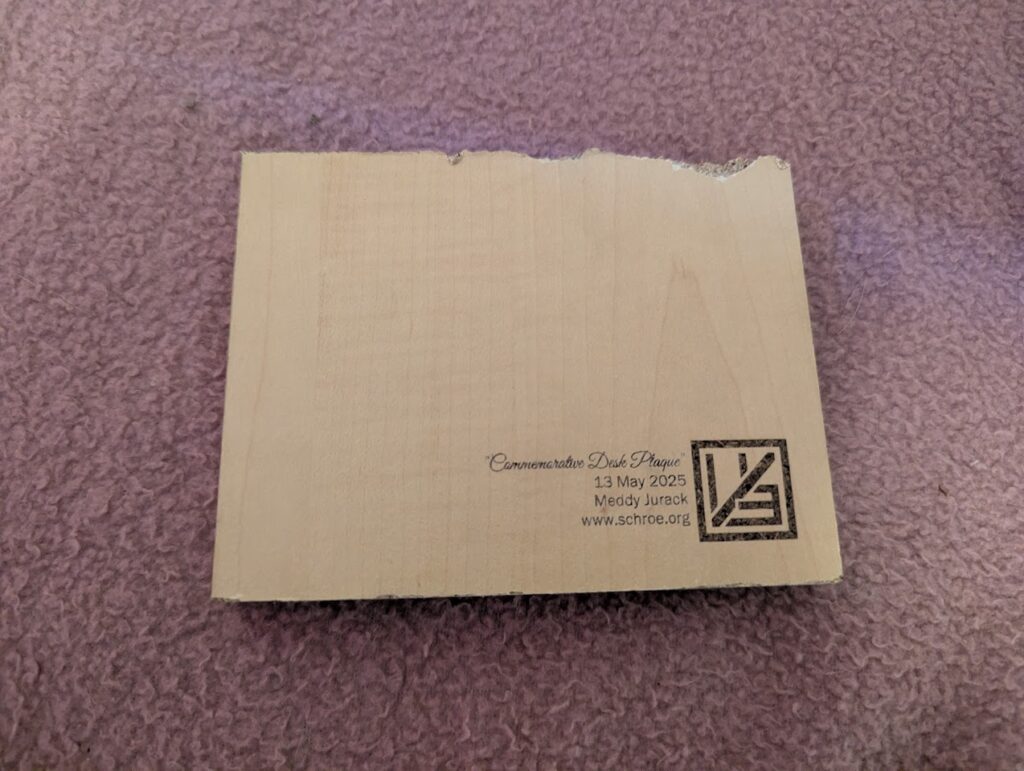 "Commemorative Desk Plaque"
13 May 2025
Meddy Jurack
www.schroe.org